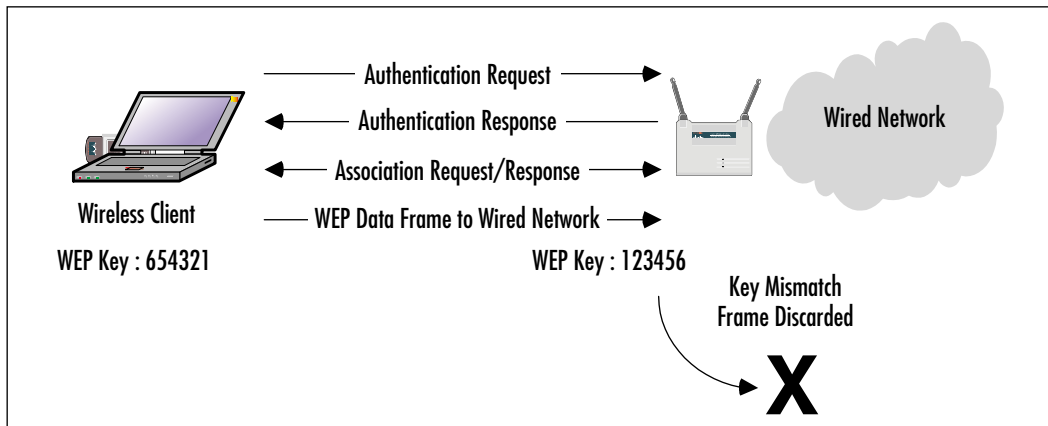 Authentication Request
Authentication Response
Wired Network
Association Request/Response
Wireless Client
WEP Data Frame to Wired Network
WEP Key : 654321
WEP Key : 123456
Key Mismatch
Frame Discarded
X